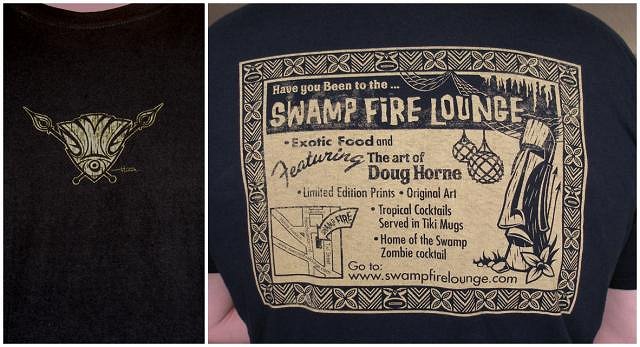 Have you Been to the ...
SWAMP FiRE LOUNGE
• Exotic Food and
Featuring The art of
Doug Horne
• Limited Edition Prints • Original Art
• Tropical Cocktails
Served in Tiki Mugs
• Home of the Swamp
Zombie cocktail
SWAMP FIRE
Go to:
www.swampfirelounge.com